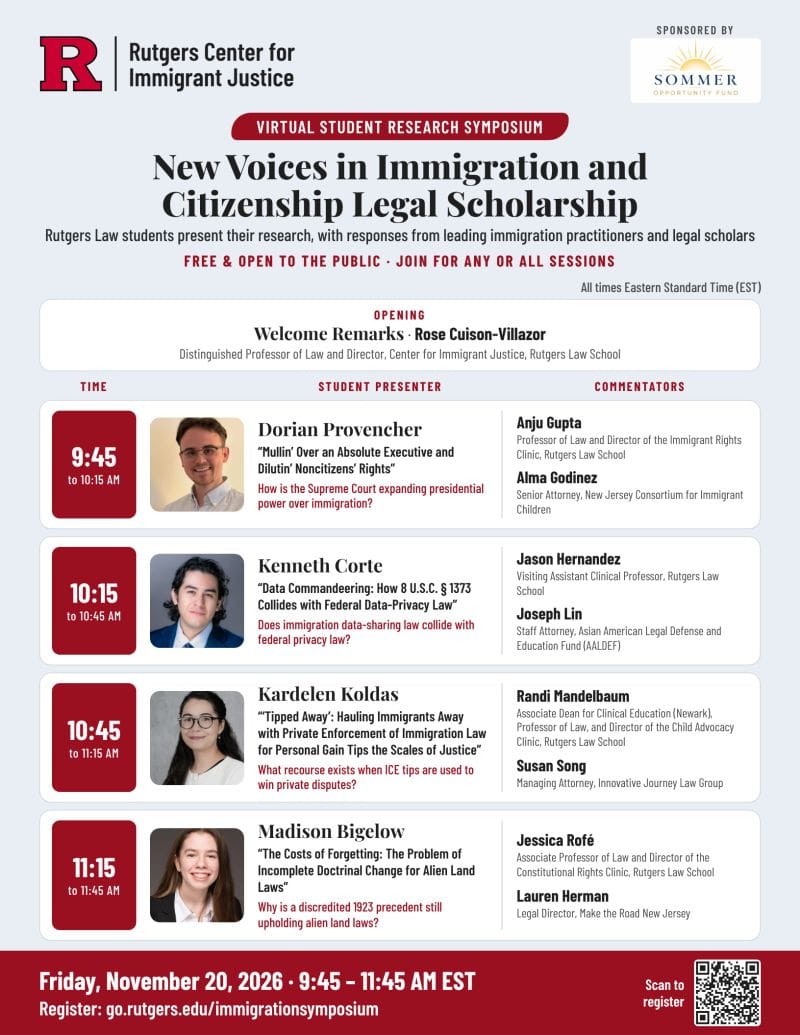 R
Rutgers Center for
Immigrant Justice
SPONSORED BY
SOMMER
OPPORTUNITY FUND
VIRTUAL STUDENT RESEARCH SYMPOSIUM
New Voices in Immigration and
Citizenship Legal Scholarship
Rutgers Law students present their research, with responses from leading immigration practitioners and legal scholars
FREE & OPEN TO THE PUBLIC · JOIN FOR ANY OR ALL SESSIONS
All times Eastern Standard Time (EST)
OPENING
Welcome Remarks · Rose Cuison-Villazor
Distinguished Professor of Law and Director, Center for Immigrant Justice, Rutgers Law School
TIME
STUDENT PRESENTER
COMMENTATORS
9:45
to 10:15 AM
Dorian Provencher
“Mullin’ Over an Absolute Executive and
Dilutin’ Noncitizens’ Rights”
How is the Supreme Court expanding presidential
power over immigration?
Anju Gupta
Professor of Law and Director of the Immigrant Rights
Clinic, Rutgers Law School
Alma Godinez
Senior Attorney, New Jersey Consortium for Immigrant
Children
10:15
to 10:45 AM
Kenneth Corte
“Data Commandeering: How 8 U.S.C. § 1373
Collides with Federal Data-Privacy Law”
Does immigration data-sharing law collide with
federal privacy law?
Jason Hernandez
Visiting Assistant Clinical Professor, Rutgers Law
School
Joseph Lin
Staff Attorney, Asian American Legal Defense and
Education Fund (AALDEF)
10:45
to 11:15 AM
Kardelen Koldas
“‘Tipped Away’: Hauling Immigrants Away
with Private Enforcement of Immigration Law
for Personal Gain Tips the Scales of Justice”
What recourse exists when ICE tips are used to
win private disputes?
Randi Mandelbaum
Associate Dean for Clinical Education (Newark),
Professor of Law, and Director of the Child Advocacy
Clinic, Rutgers Law School
Susan Song
Managing Attorney, Innovative Journey Law Group
11:15
to 11:45 AM
Madison Bigelow
“The Costs of Forgetting: The Problem of
Incomplete Doctrinal Change for Alien Land
Laws”
Why is a discredited 1923 precedent still
upholding alien land laws?
Jessica Rofé
Associate Professor of Law and Director of the
Constitutional Rights Clinic, Rutgers Law School
Lauren Herman
Legal Director, Make the Road New Jersey
Friday, November 20, 2026 · 9:45 – 11:45 AM EST
Register: go.rutgers.edu/immigrationsymposium
Scan to
register